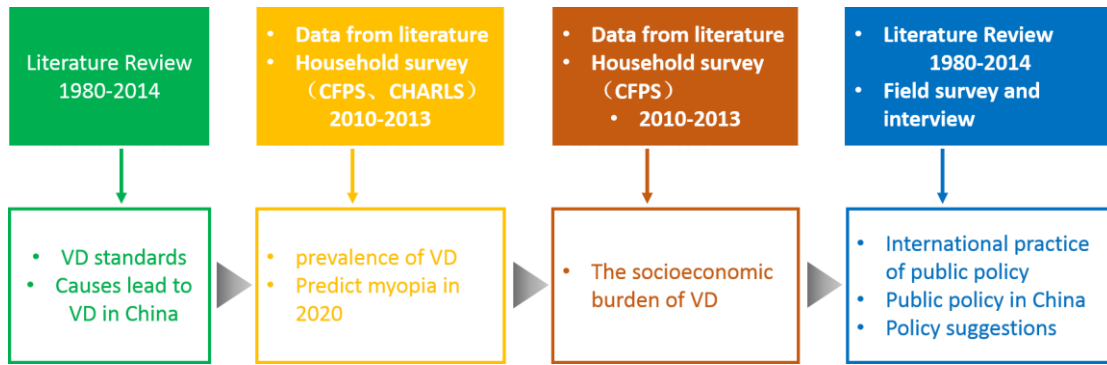 Literature Review
1980-2014
• Data from literature
• Household survey
（CFPS、CHARLS）
2010-2013
• Data from literature
• Household survey
（CFPS）
• 2010-2013
• Literature Review
1980-2014
• Field survey and
interview
• VD standards
• Causes lead to
VD in China
• prevalence of VD
• Predict myopia in
2020
• The socioeconomic
burden of VD
• International practice
of public policy
• Public policy in China
• Policy suggestions